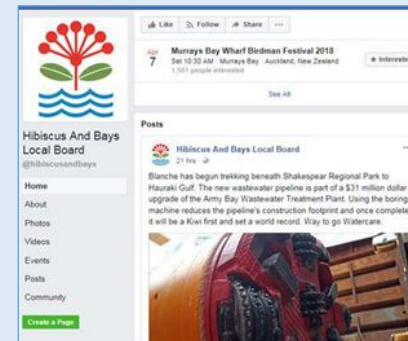 Like Follow Share
Apr
7
Murrays Bay Wharf Birdman Festival 2018
Sat 10:30 AM · Murrays Bay · Auckland, New Zealand
1,561 people interested
Interested
See All
Hibiscus And Bays
Local Board
@hibiscusandbays
Home
About
Photos
Videos
Events
Posts
Community
Create a Page
Posts
Hibiscus And Bays Local Board
21 hrs ·
Blanche has begun trekking beneath Shakespear Regional Park to
Hauraki Gulf. The new wastewater pipeline is part of a $31 million dollar
upgrade of the Army Bay Wastewater Treatment Plant. Using the boring
machine reduces the pipeline's construction footprint and once complete
it will be a Kiwi first and set a world record. Way to go Watercare.